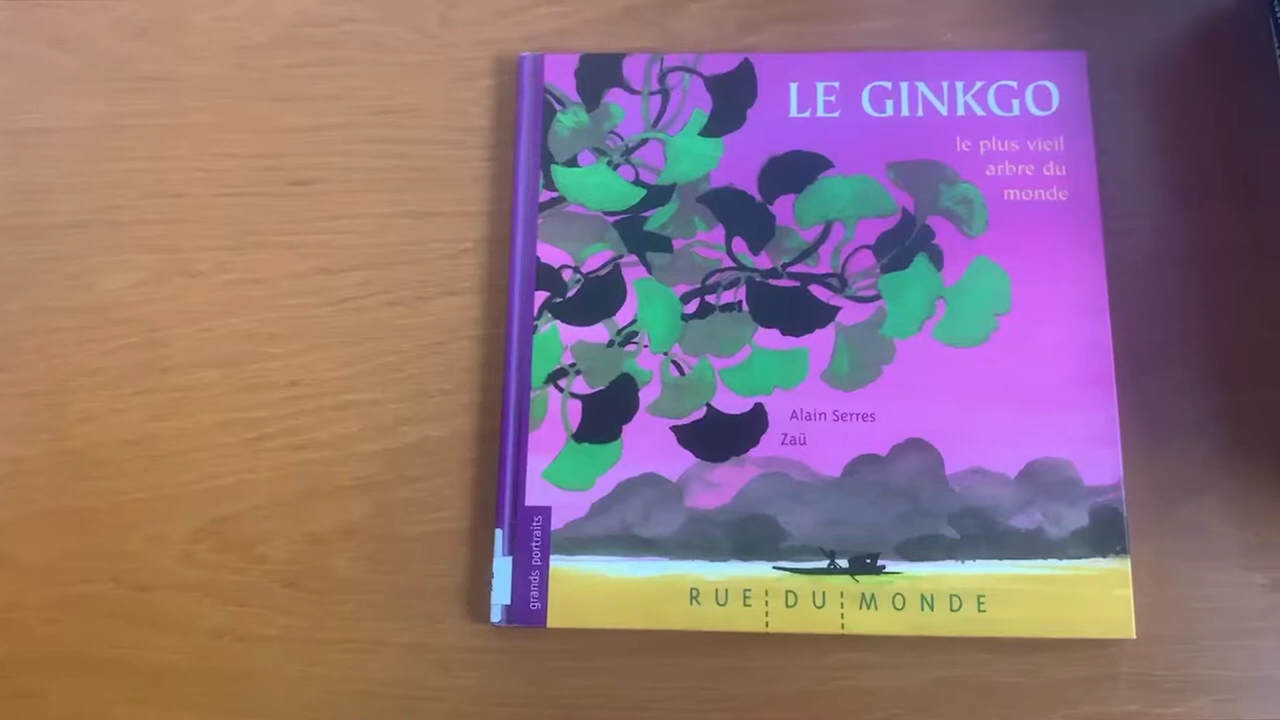 LE GINKGO
le plus vieil
arbre du
monde
Alain Serres
Zaü
grands portraits
RUE DU MONDE